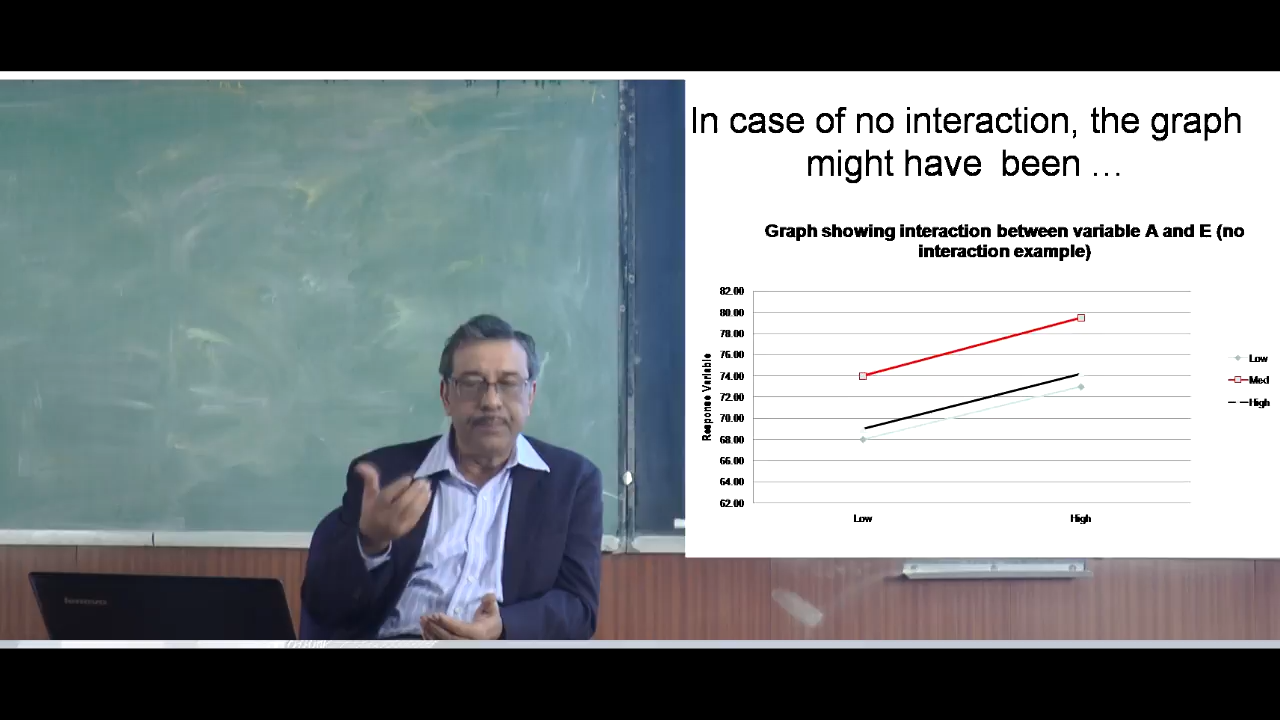 In case of no interaction, the graph
might have been …
Graph showing interaction between variable A and E (no
interaction example)
82.00
80.00
78.00
76.00
74.00
72.00
70.00
68.00
66.00
64.00
62.00
Response Variable
Low
High
Low
Med
High
lenovo